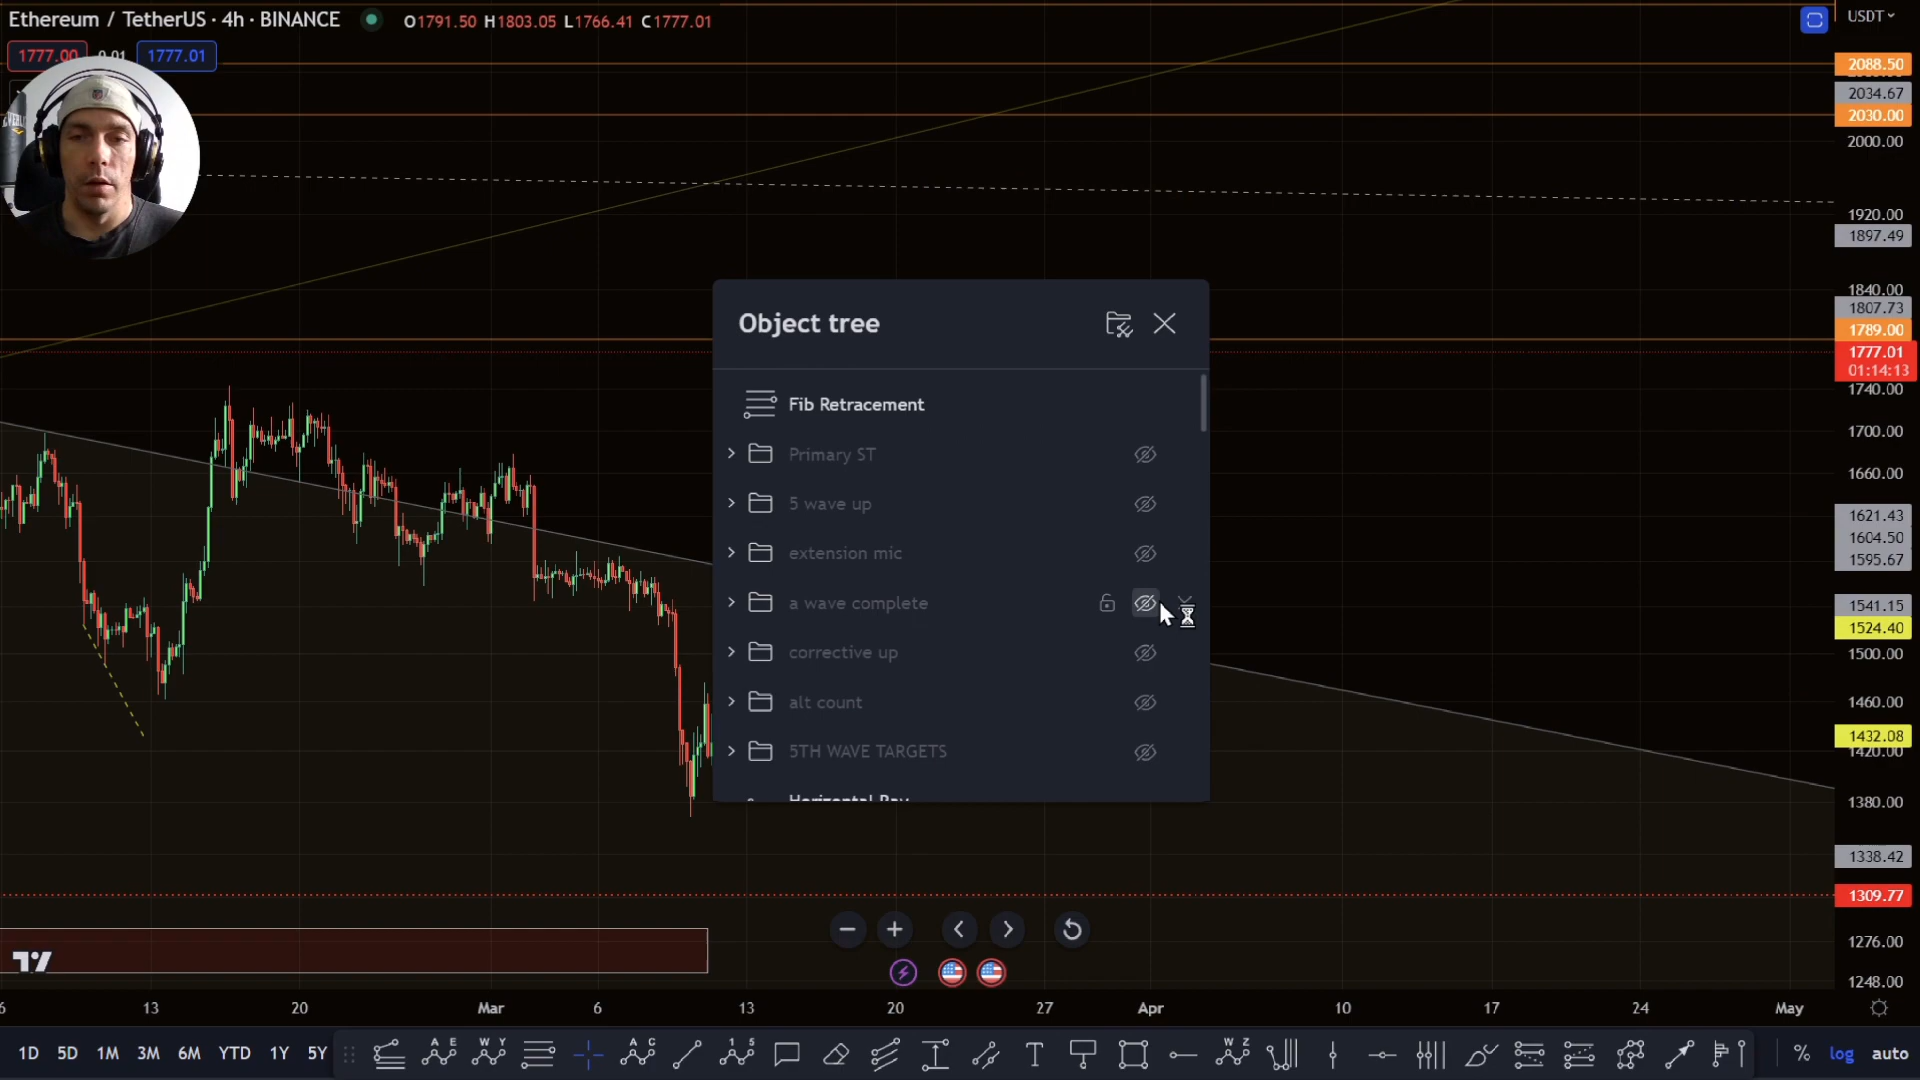 Ethereum / TetherUS · 4h · BINANCE
O1791.50 H1803.05 L1766.41 C1777.01
USDT
1777.00
0.01
1777.01
2088.50
2034.67
2030.00
2000.00
1920.00
1897.49
1840.00
1807.73
1789.00
1777.01
01:14:13
1740.00
1700.00
1660.00
1621.43
1604.50
1595.67
1541.15
1524.40
1500.00
1460.00
1432.08
1420.00
1380.00
1338.42
1309.77
1276.00
1248.00
Object tree
Fib Retracement
Primary ST
5 wave up
extension mic
a wave complete
corrective up
alt count
5TH WAVE TARGETS
Horizontal Ray
13 20 Mar 6 13 20 27 Apr 10 17 24 May
1D 5D 1M 3M 6M YTD 1Y 5Y
A E
W Y
A C
1 5
T
W Z
% log auto